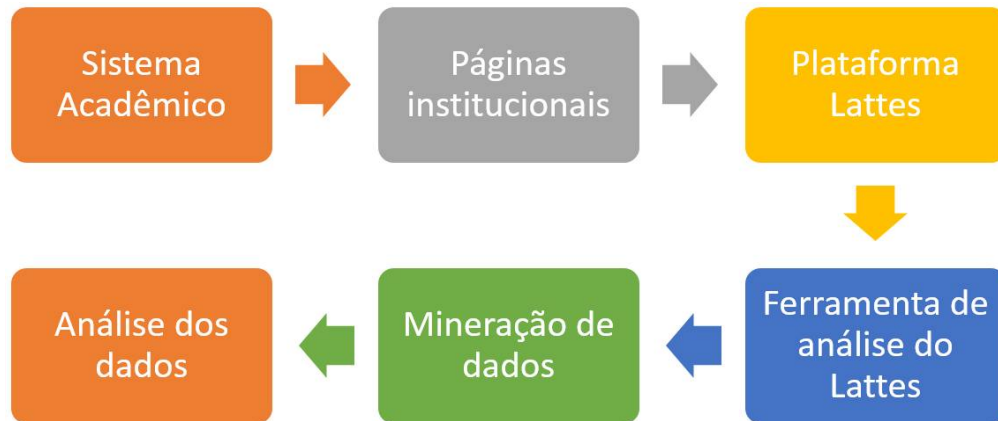 Sistema
Acadêmico
Páginas
institucionais
Plataforma
Lattes
Ferramenta de
análise do
Lattes
Mineração de
dados
Análise dos
dados